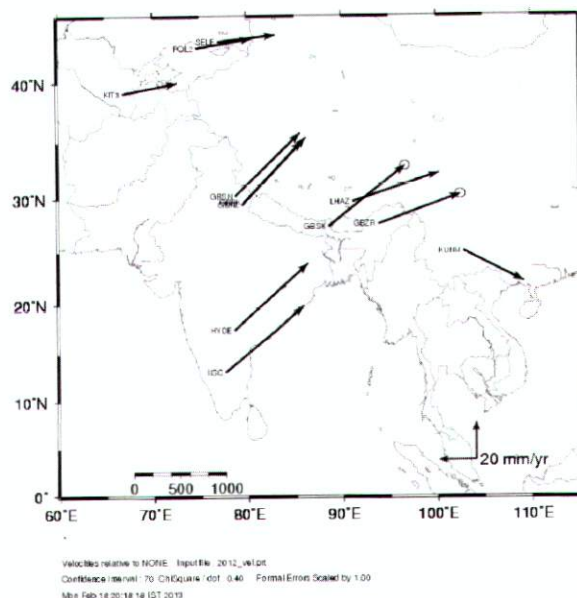 POL2
SELE
40°N
KIT3
GBSN
30°N
LHAZ
GBSK
GBZR
KUNM
20°N
HYDE
IISC
10°N
20 mm/yr
0 500 1000
0°
60°E 70°E 80°E 90°E 100°E 110°E
Velocities relative to NONE Input file : 2012_vel.prt
Confidence interval : 70 ChiSquare / dof : 0.40 Formal Errors Scaled by 1.00
Mon Feb 18 20:18:18 IST 2013